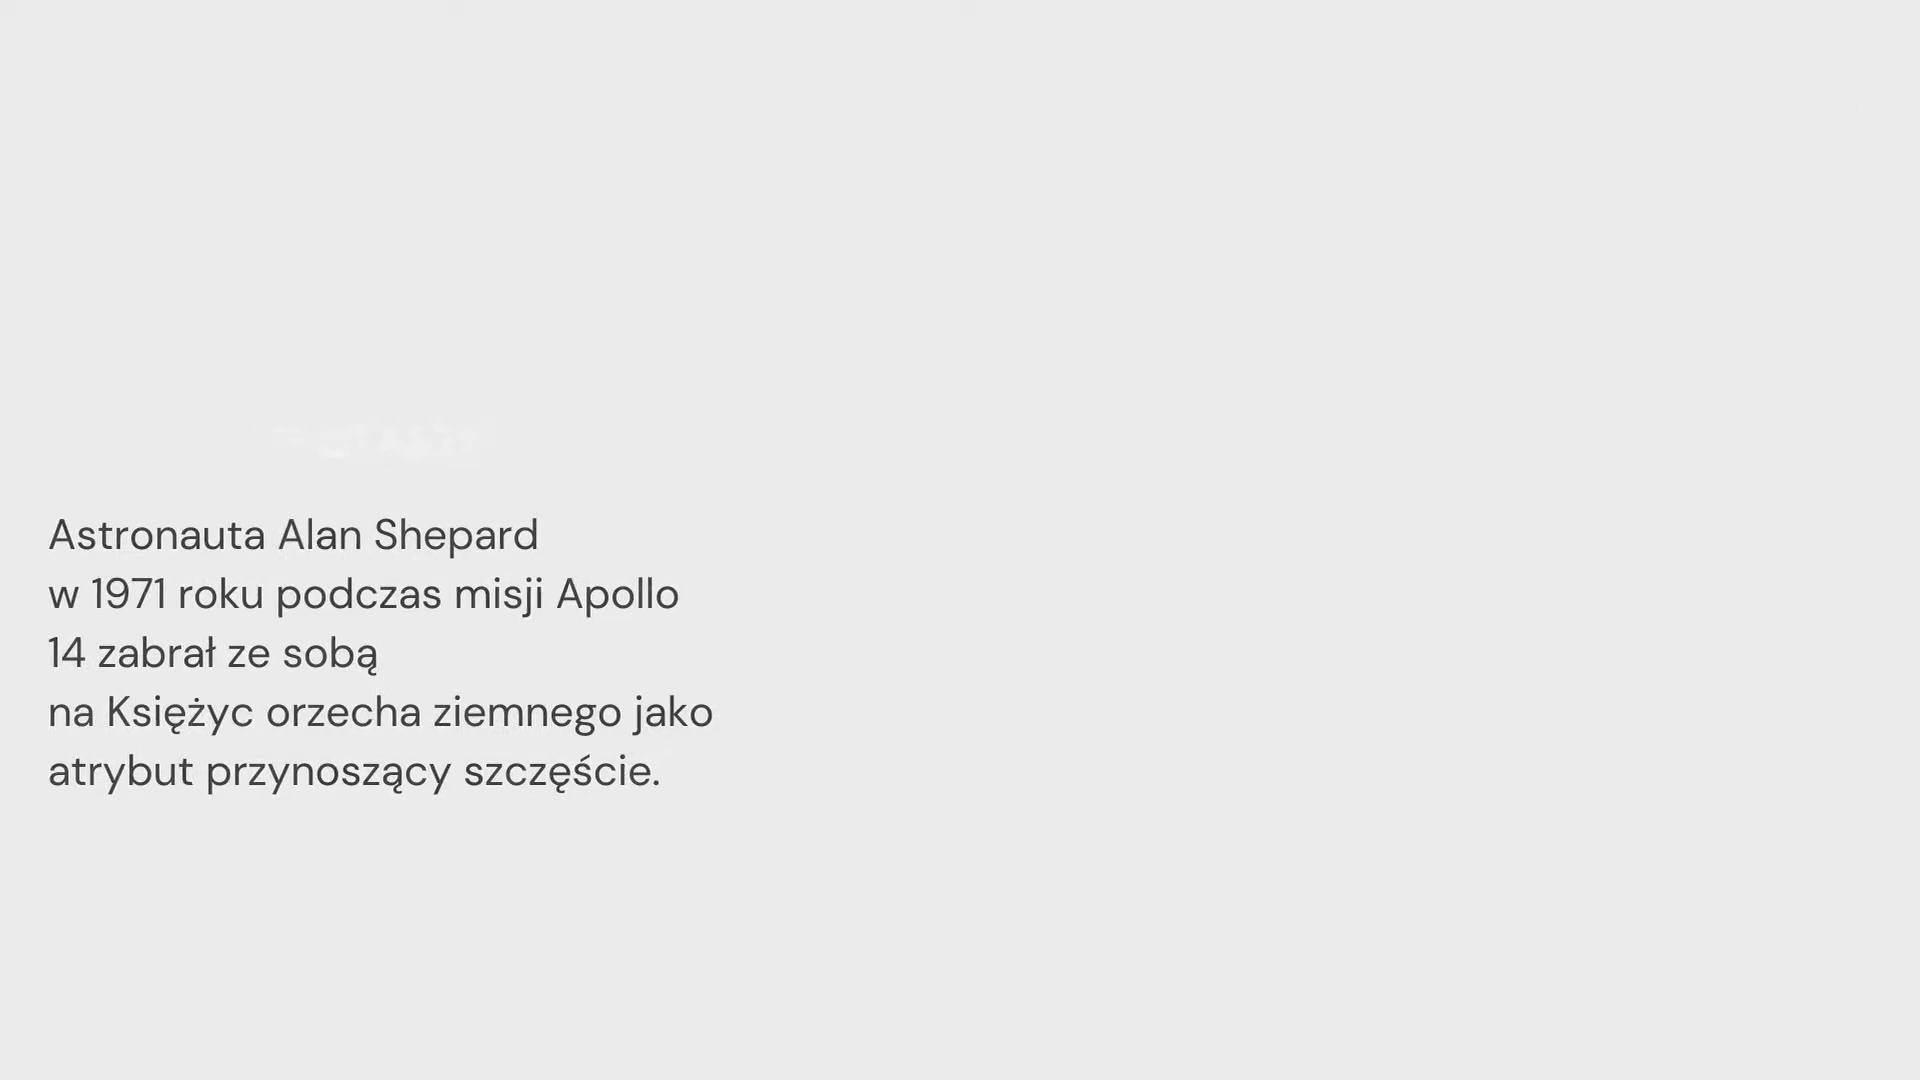 Astronauta Alan Shepard
w 1971 roku podczas misji Apollo
14 zabrał ze sobą
na Księżyc orzecha ziemnego jako
atrybut przynoszący szczęście.